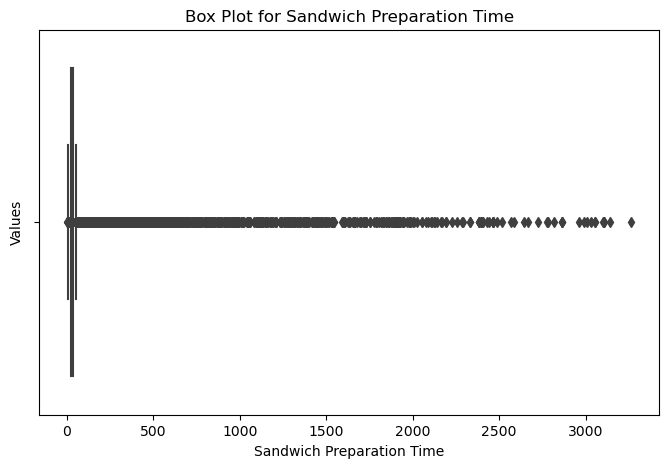 Box Plot for Sandwich Preparation Time
Values
0 500 1000 1500 2000 2500 3000
Sandwich Preparation Time